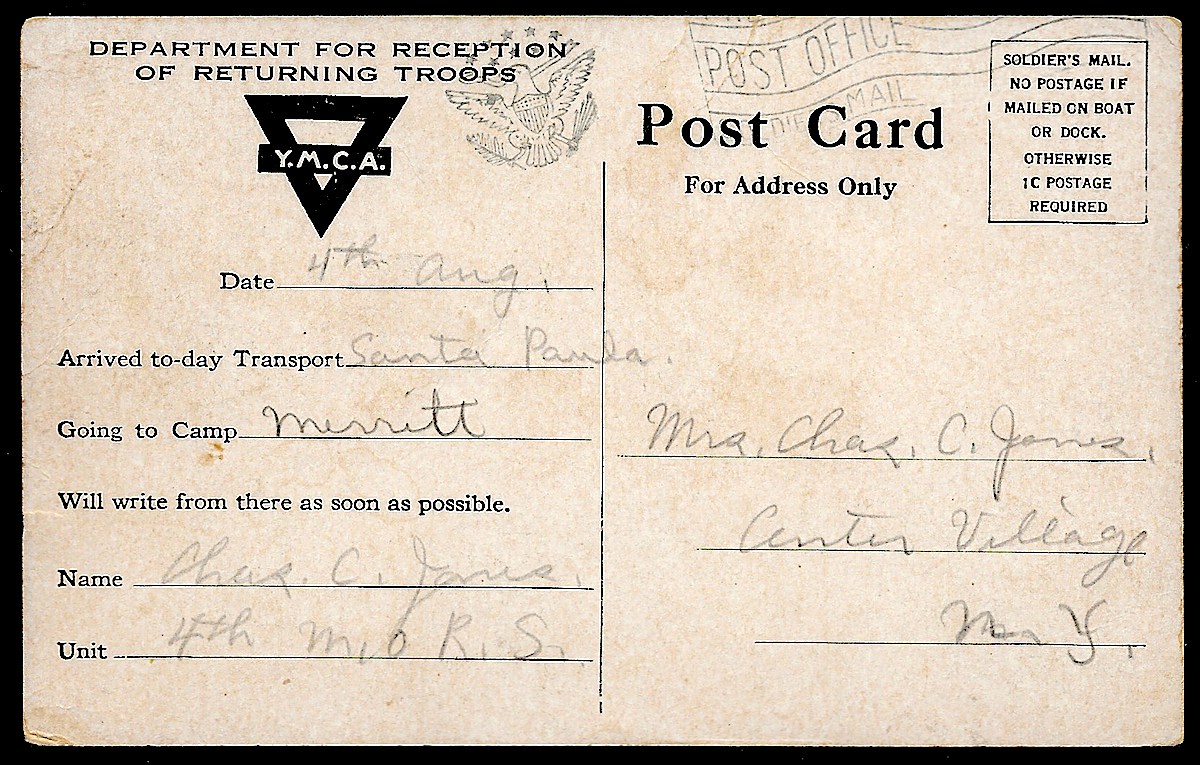 DEPARTMENT FOR RECEPTION
OF RETURNING TROOPS
Y.M.C.A.
Date 4th Aug.
Arrived to-day Transport Santa Paula.
Going to Camp Merritt
Will write from there as soon as possible.
Name Chas. C. Jones.
Unit 4th M.O.R.S.
POST OFFICE
MAIL
Post Card
For Address Only
SOLDIER'S MAIL.
NO POSTAGE IF
MAILED ON BOAT
OR DOCK.
OTHERWISE
1C POSTAGE
REQUIRED
Mrs. Chas. C. Jones.
Center Village
N.Y.